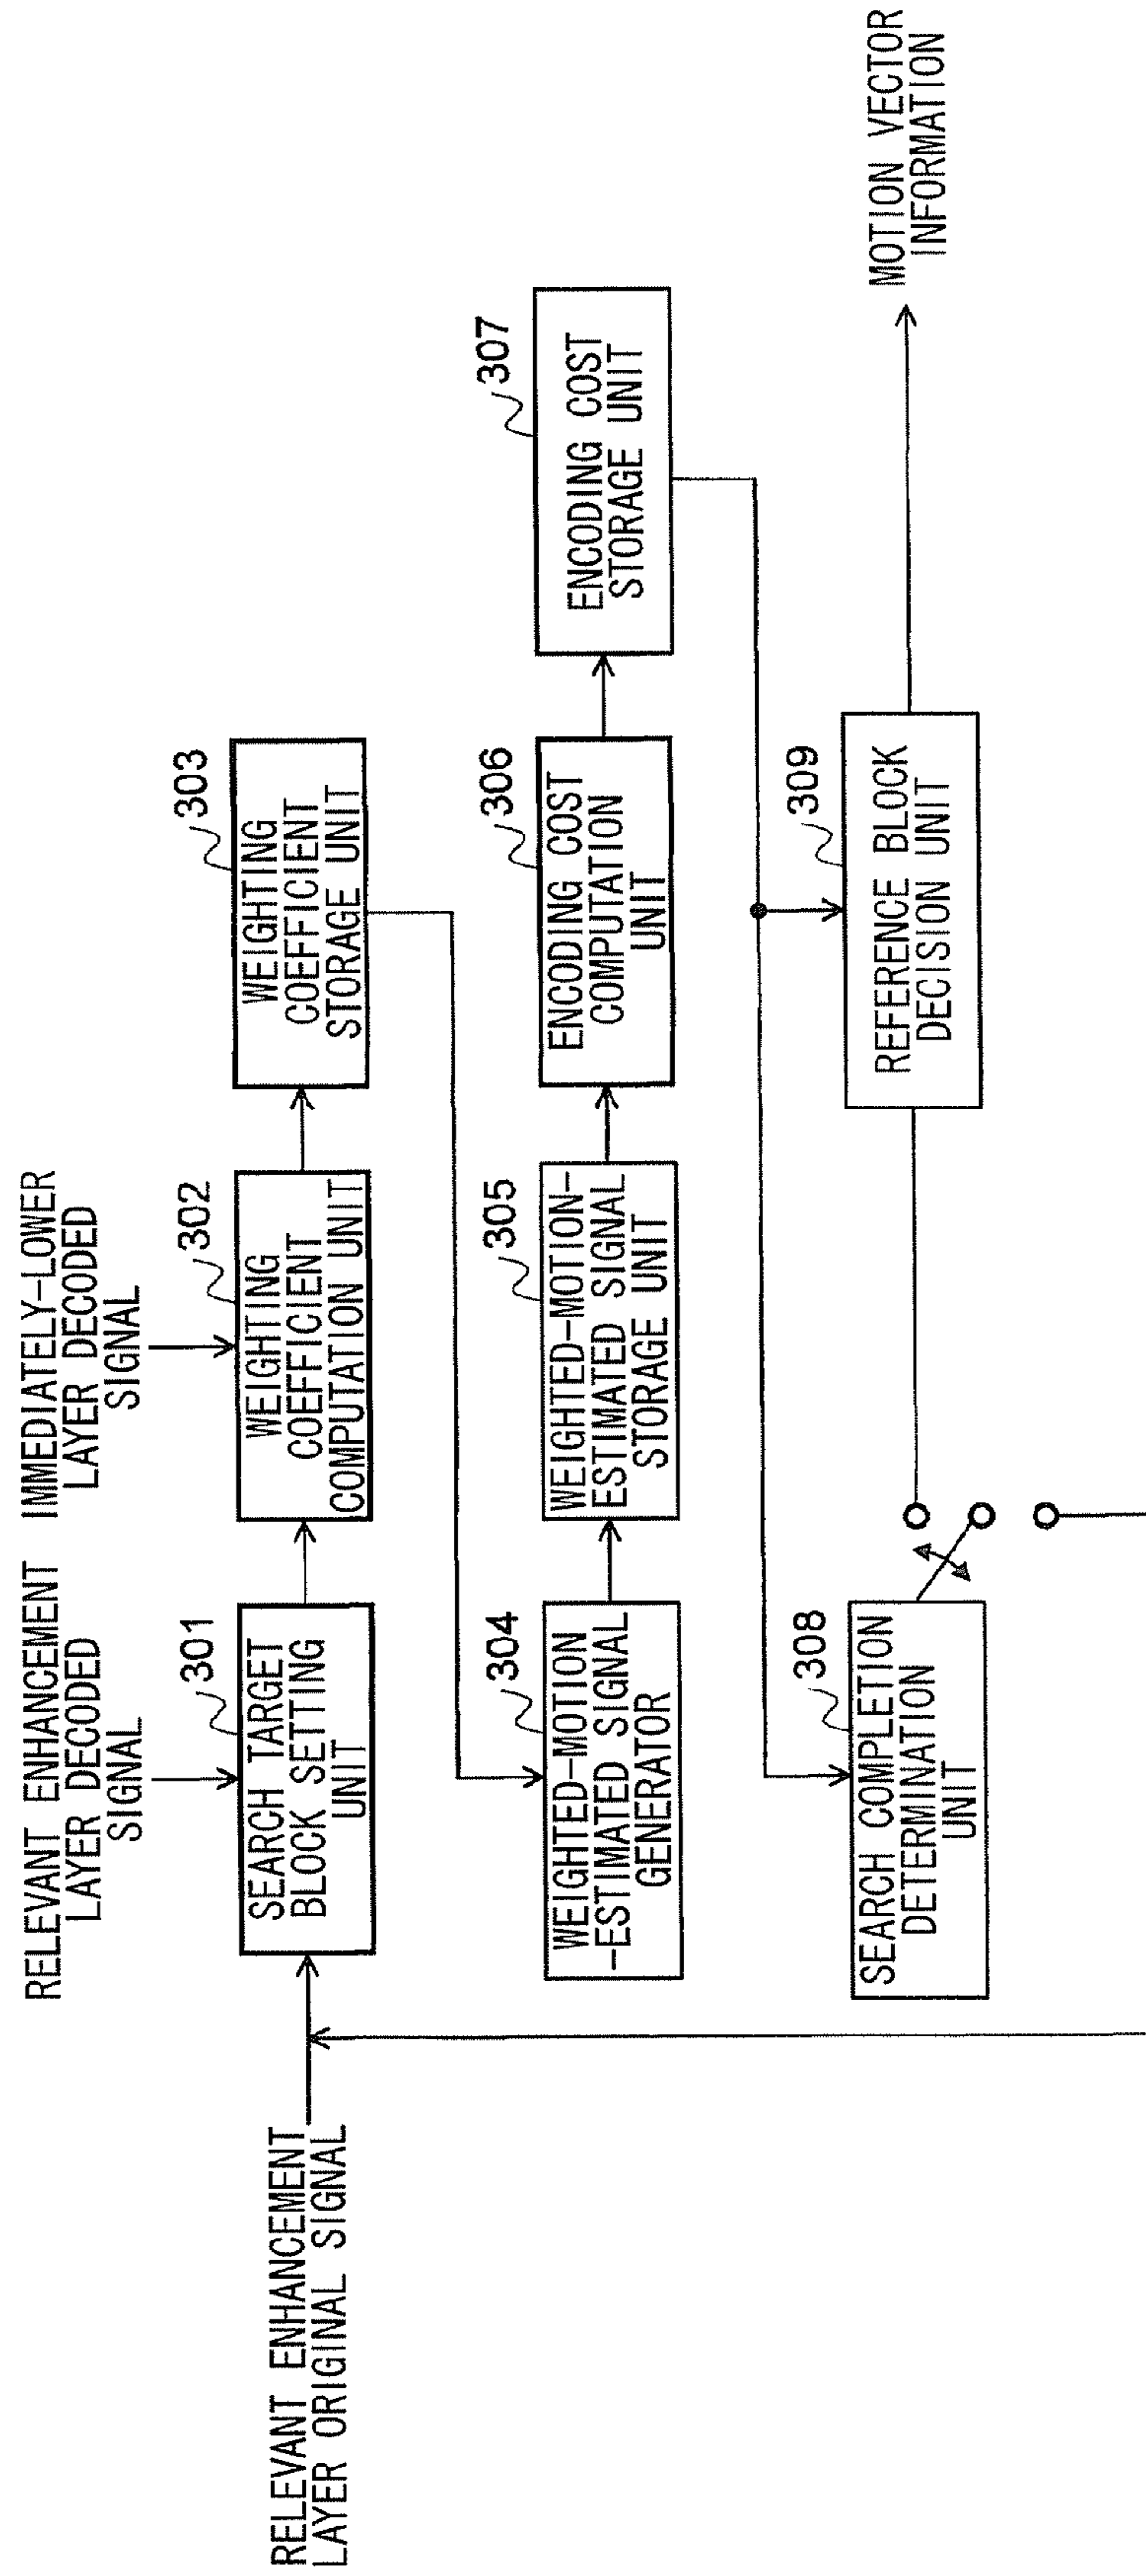 RELEVANT ENHANCEMENT
LAYER DECODED
SIGNAL
IMMEDIATELY-LOWER
LAYER DECODED
SIGNAL
RELEVANT ENHANCEMENT
LAYER ORIGINAL SIGNAL
301
SEARCH TARGET
BLOCK SETTING
UNIT
302
WEIGHTING
COEFFICIENT
COMPUTATION UNIT
303
WEIGHTING
COEFFICIENT
STORAGE UNIT
304
WEIGHTED-MOTION
-ESTIMATED SIGNAL
GENERATOR
305
WEIGHTED-MOTION-
ESTIMATED SIGNAL
STORAGE UNIT
306
ENCODING COST
COMPUTATION
UNIT
307
ENCODING COST
STORAGE UNIT
308
SEARCH COMPLETION
DETERMINATION
UNIT
309
REFERENCE BLOCK
DECISION UNIT
MOTION VECTOR
INFORMATION